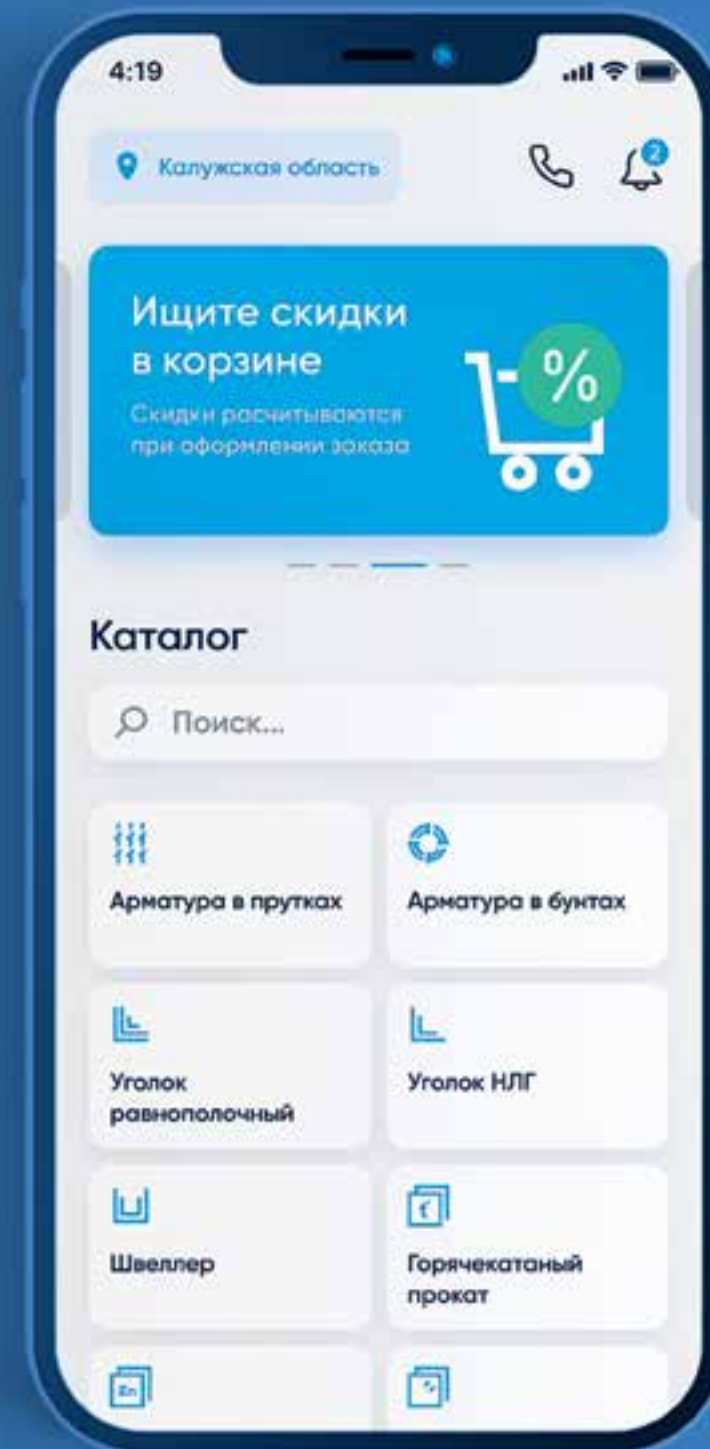 4:19
Калужская область
2
Ищите скидки
в корзине
%
Скидки расчитываются
при оформлении заказа
Каталог
Поиск...
Арматура в прутках
Арматура в бунтах
Уголок
равнополочный
Уголок НЛГ
Швеллер
Горячекатаный
прокат
Zn